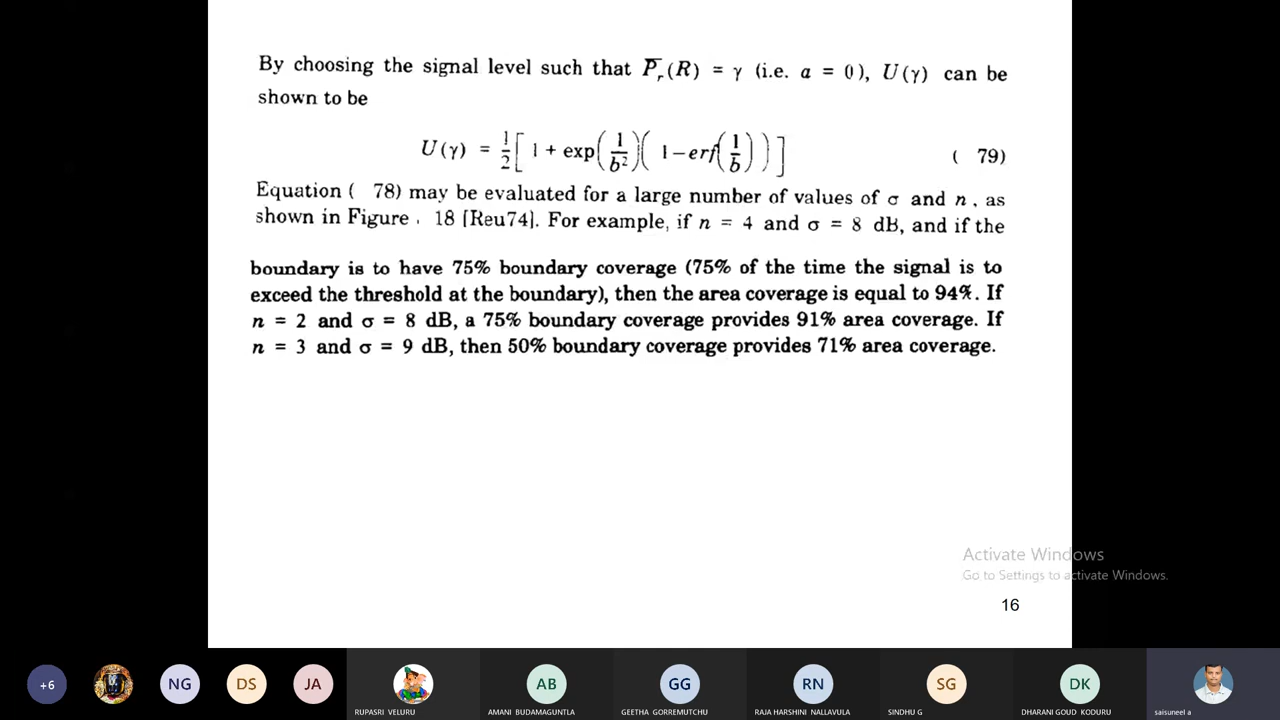 By choosing the signal level such that P̅r(R) = γ (i.e. a = 0), U(γ) can be
shown to be
U(γ) = 1/2 [ 1 + exp(1/b²)(1 − erf(1/b)) ] ( 79)
Equation ( 78) may be evaluated for a large number of values of σ and n, as
shown in Figure . 18 [Reu74]. For example, if n = 4 and σ = 8 dB, and if the
boundary is to have 75% boundary coverage (75% of the time the signal is to
exceed the threshold at the boundary), then the area coverage is equal to 94%. If
n = 2 and σ = 8 dB, a 75% boundary coverage provides 91% area coverage. If
n = 3 and σ = 9 dB, then 50% boundary coverage provides 71% area coverage.
Activate Windows
Go to Settings to activate Windows.
16
+6 NG DS JA AB GG RN SG DK
RUPASRI VELURU AMANI BUDAMAGUNTLA GEETHA GORREMUTCHU RAJA HARSHINI NALLAVULA SINDHU G DHARANI GOUD KODURU saisuneel a